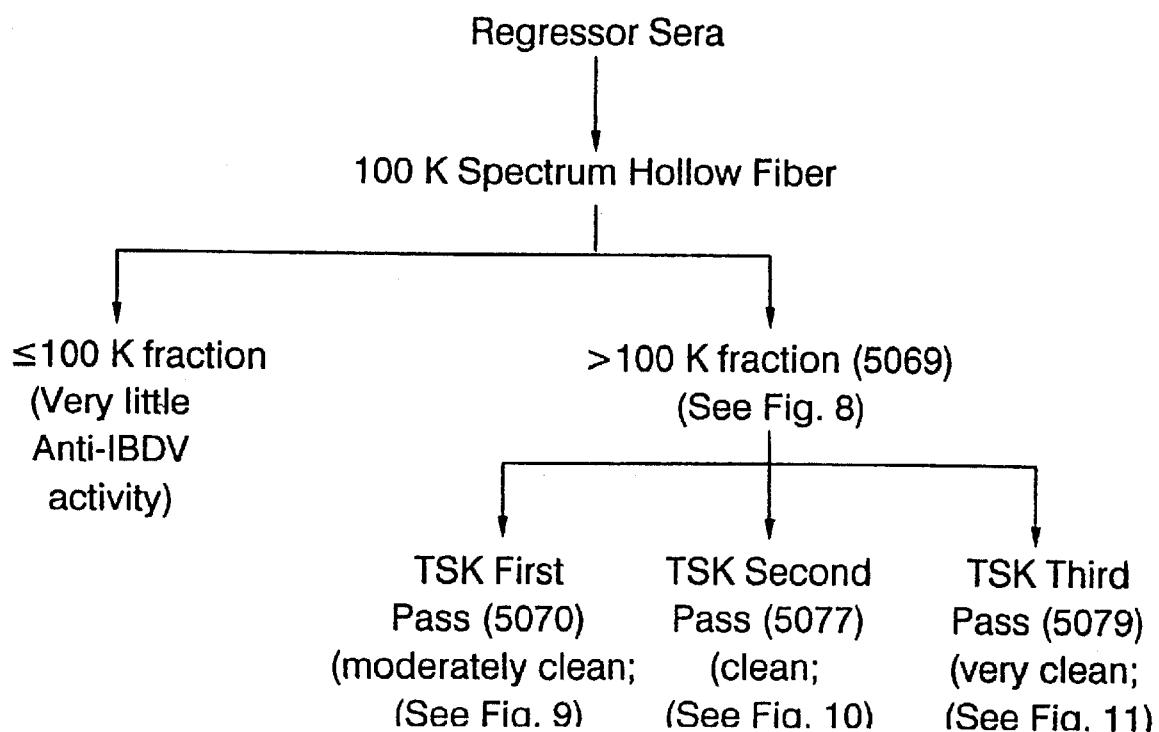 Regressor Sera
100 K Spectrum Hollow Fiber
≤100 K fraction
(Very little
Anti-IBDV
activity)
>100 K fraction (5069)
(See Fig. 8)
TSK First
Pass (5070)
(moderately clean;
(See Fig. 9)
TSK Second
Pass (5077)
(clean;
(See Fig. 10)
TSK Third
Pass (5079)
(very clean;
(See Fig. 11)